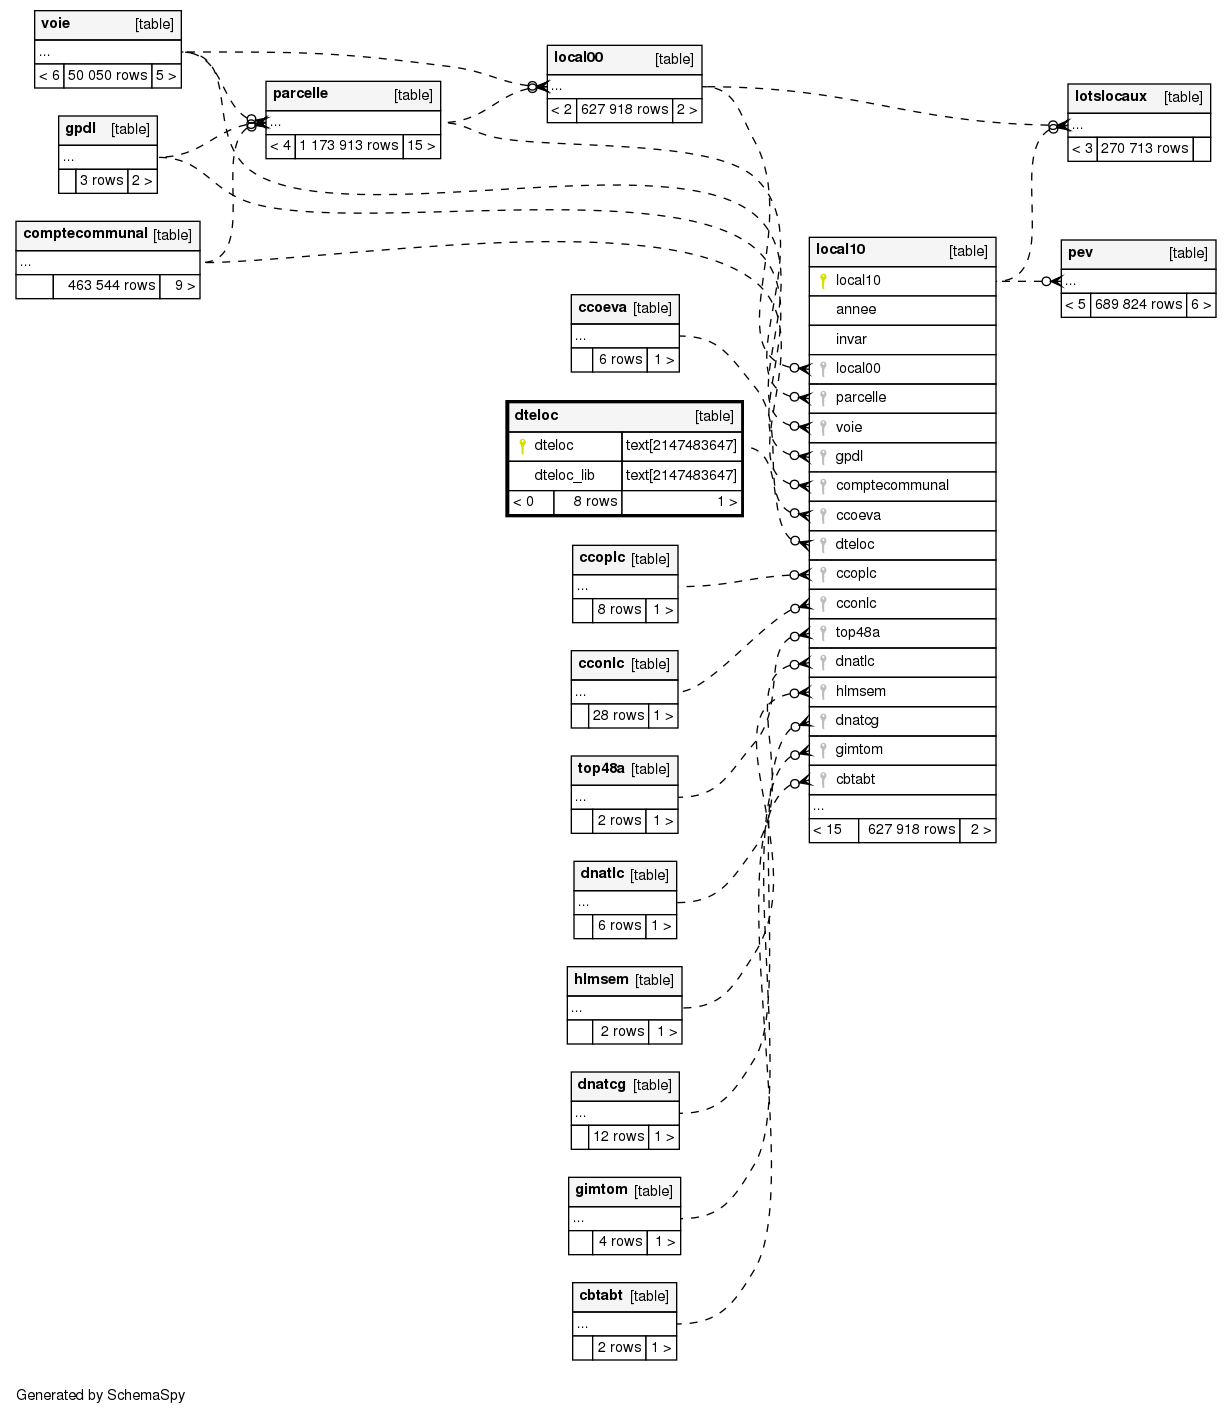 voie [table]
...
< 6 50 050 rows 5 >
gpdl [table]
...
3 rows 2 >
comptecommunal [table]
...
463 544 rows 9 >
parcelle [table]
...
< 4 1 173 913 rows 15 >
local00 [table]
...
< 2 627 918 rows 2 >
lotslocaux [table]
...
< 3 270 713 rows
pev [table]
...
< 5 689 824 rows 6 >
local10 [table]
local10
annee
invar
local00
parcelle
voie
gpdl
comptecommunal
ccoeva
dteloc
ccoplc
cconlc
top48a
dnatlc
hlmsem
dnatcg
gimtom
cbtabt
...
< 15 627 918 rows 2 >
ccoeva [table]
...
6 rows 1 >
dteloc [table]
dteloc text[2147483647]
dteloc_lib text[2147483647]
< 0 8 rows 1 >
ccoplc [table]
...
8 rows 1 >
cconlc [table]
...
28 rows 1 >
top48a [table]
...
2 rows 1 >
dnatlc [table]
...
6 rows 1 >
hlmsem [table]
...
2 rows 1 >
dnatcg [table]
...
12 rows 1 >
gimtom [table]
...
4 rows 1 >
cbtabt [table]
...
2 rows 1 >
Generated by SchemaSpy